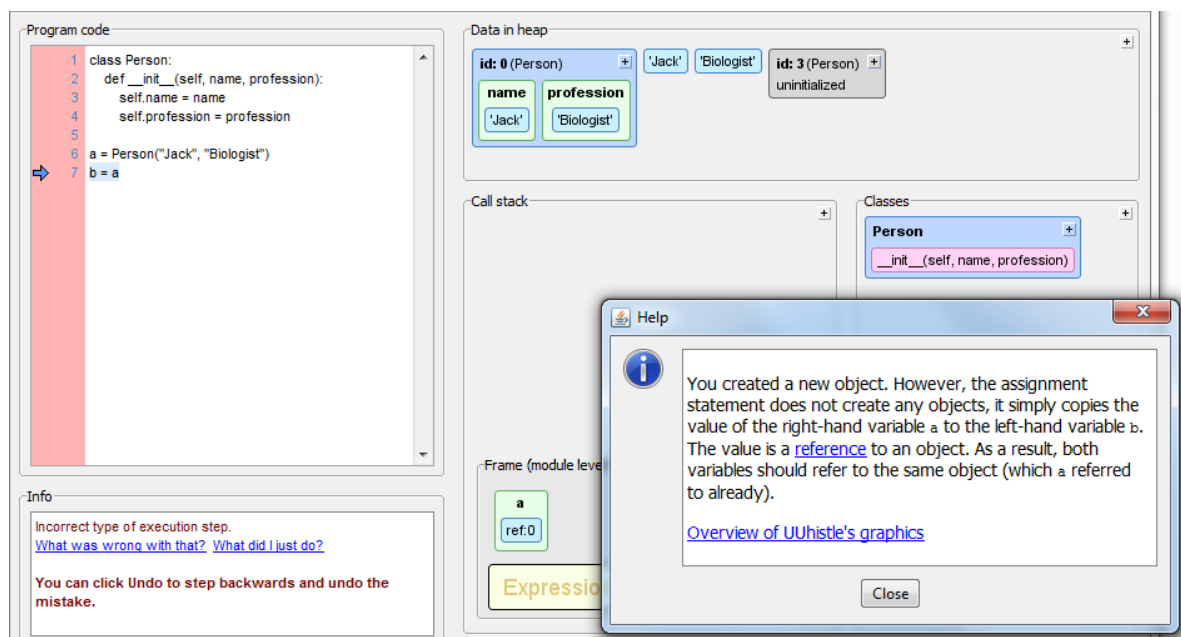 Program code
1 class Person:
2 def __init__(self, name, profession):
3 self.name = name
4 self.profession = profession
5
6 a = Person("Jack", "Biologist")
7 b = a
Info
Incorrect type of execution step.
What was wrong with that? What did I just do?
You can click Undo to step backwards and undo the
mistake.
Data in heap
+
id: 0 (Person) +
name profession
'Jack' 'Biologist'
'Jack' 'Biologist'
id: 3 (Person) +
uninitialized
Call stack
+
Frame (module leve
a
ref:0
Expressio
Classes
+
Person +
__init__(self, name, profession)
Help
x
i
You created a new object. However, the assignment
statement does not create any objects, it simply copies the
value of the right-hand variable a to the left-hand variable b.
The value is a reference to an object. As a result, both
variables should refer to the same object (which a referred
to already).
Overview of UUhistle's graphics
Close